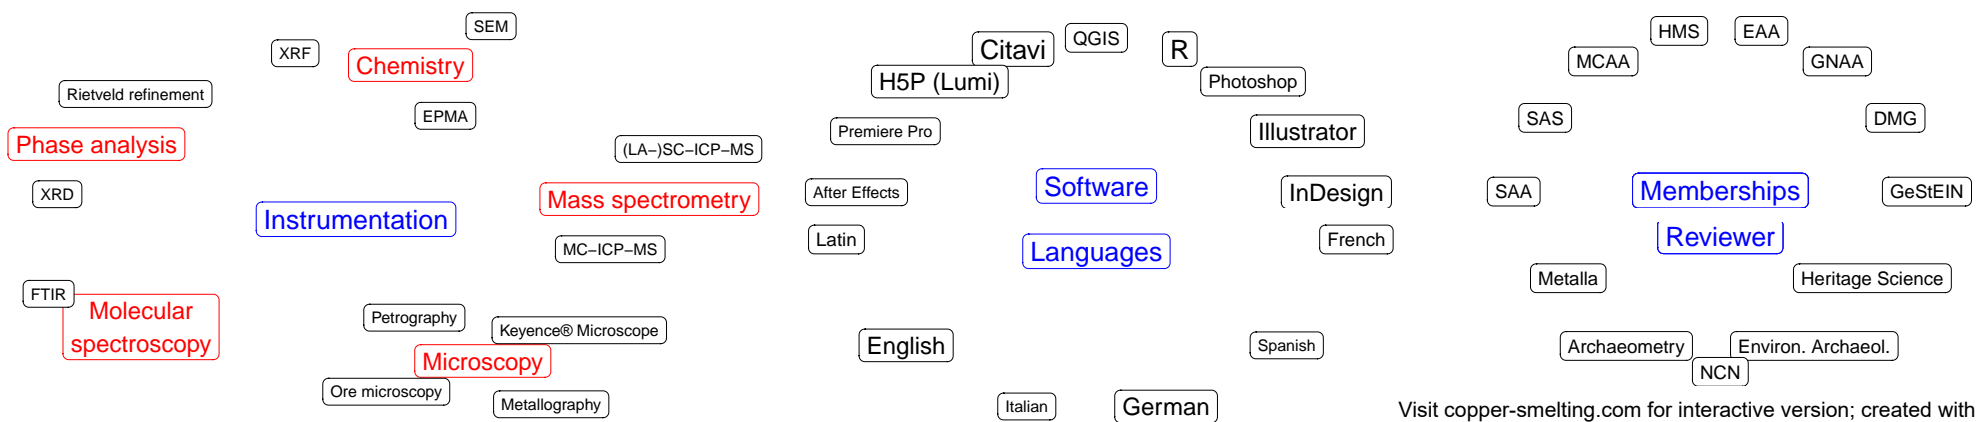 SEM
XRF
Chemistry
Rietveld refinement
EPMA
Phase analysis
(LA–)SC–ICP–MS
XRD
Mass spectrometry
Instrumentation
MC–ICP–MS
FTIR
Molecular
spectroscopy
Petrography
Keyence® Microscope
Microscopy
Ore microscopy
Metallography
QGIS
Citavi
R
H5P (Lumi)
Photoshop
Premiere Pro
Illustrator
Software
After Effects
InDesign
Latin
French
Languages
English
Spanish
Italian
German
HMS
EAA
MCAA
GNAA
SAS
DMG
SAA
Memberships
GeStEIN
Reviewer
Metalla
Heritage Science
Archaeometry
Environ. Archaeol.
NCN
Visit copper-smelting.com for interactive version; created with